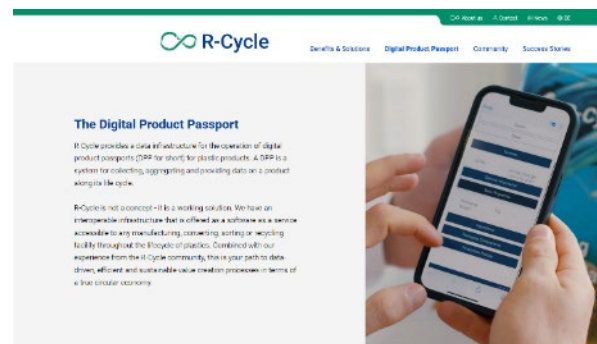 About us Contact News
R-Cycle
Benefits & Solutions Digital Product Passport Community Success Stories
The Digital Product Passport
R-Cycle provides a data infrastructure for the operation of digital
product passports (DPP for short) for plastic products. A DPP is a
system for collecting, aggregating and providing data on a product
along its life cycle.
R-Cycle is not a concept - it is a working solution. We have an
interoperable infrastructure that is offered as a software as a service
accessible to any manufacturing, converting, sorting or recycling
facility throughout the lifecycle of plastics. Combined with our
experience from the R-Cycle community, this is your path to data-
driven, efficient and sustainable value creation processes in terms of
a true circular economy.